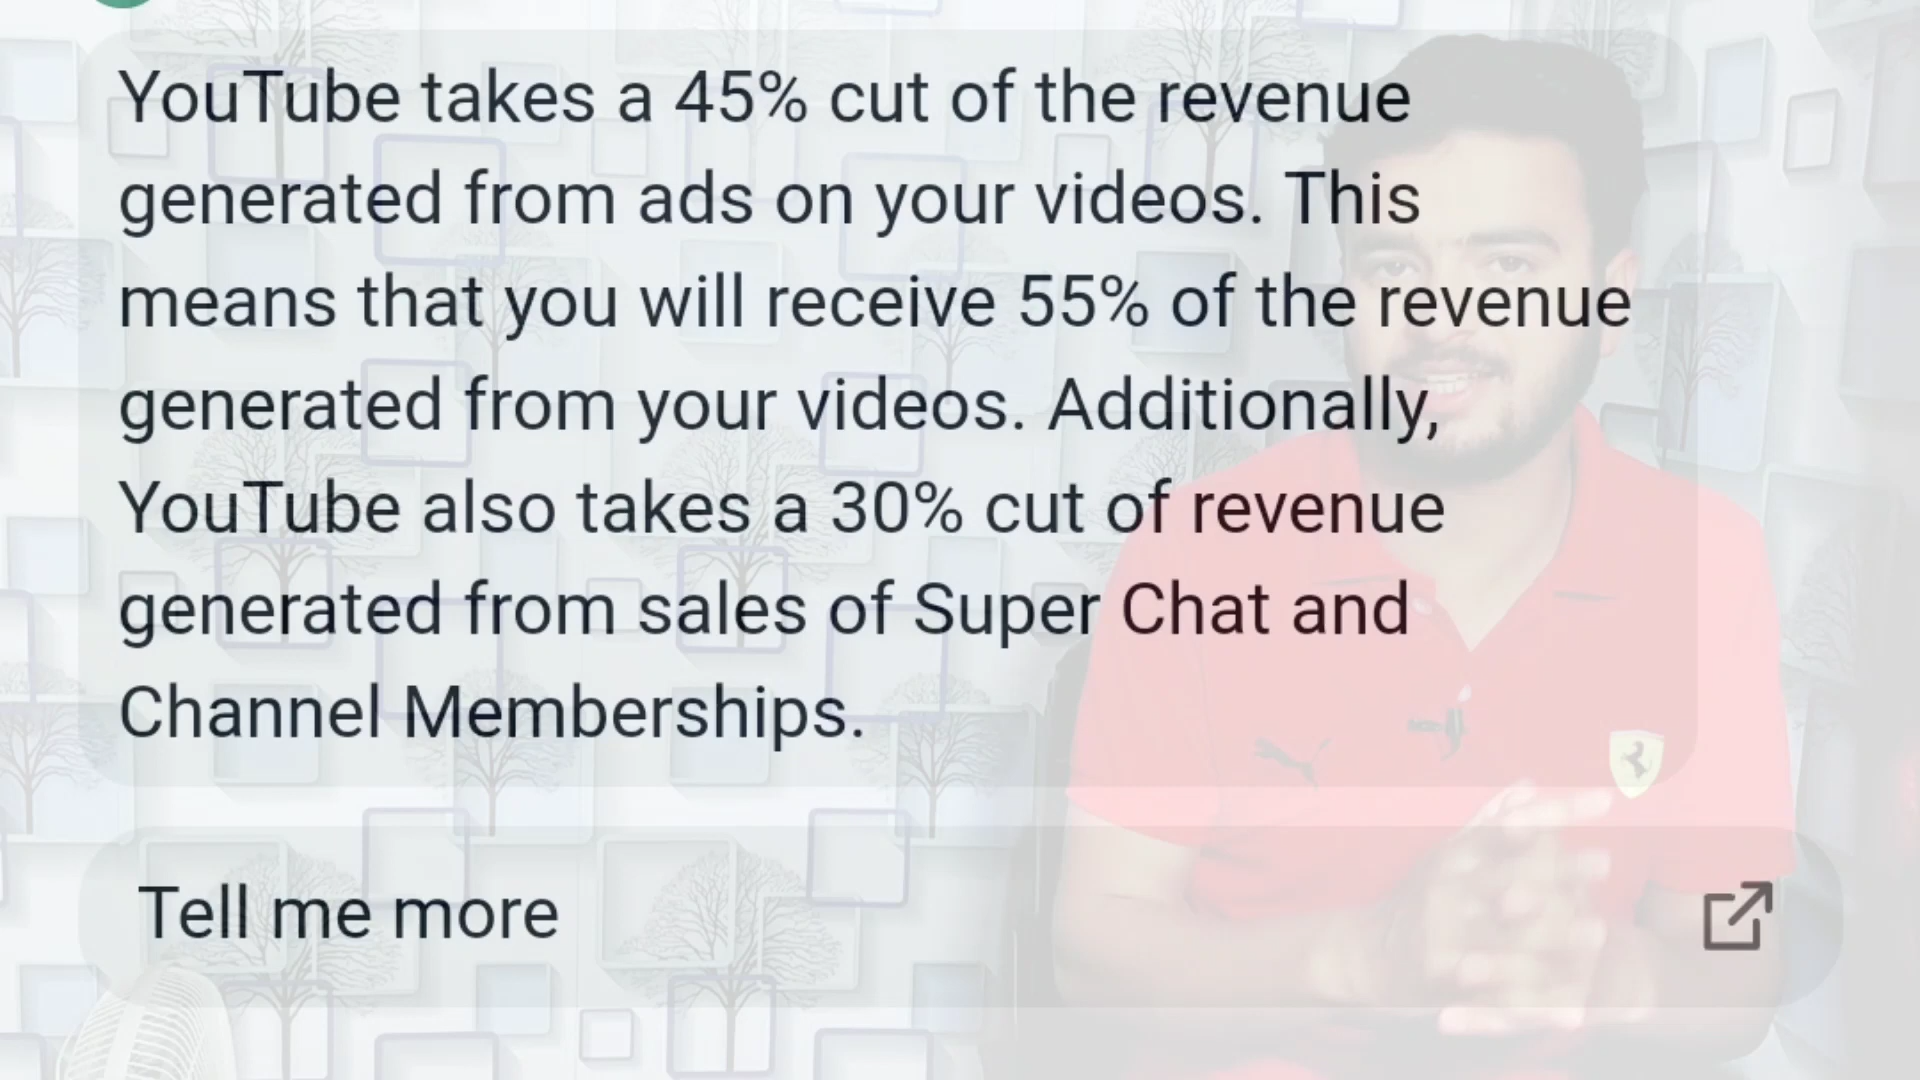 YouTube takes a 45% cut of the revenue
generated from ads on your videos. This
means that you will receive 55% of the revenue
generated from your videos. Additionally,
YouTube also takes a 30% cut of revenue
generated from sales of Super Chat and
Channel Memberships.
Tell me more